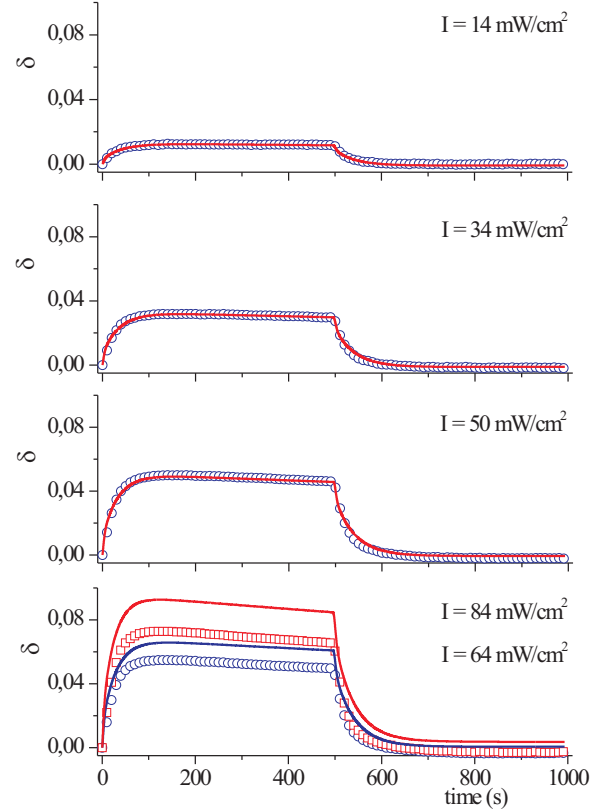 I = 14 mW/cm²
δ
0,08
0,04
0,00
I = 34 mW/cm²
δ
0,08
0,04
0,00
I = 50 mW/cm²
δ
0,08
0,04
0,00
I = 84 mW/cm²
I = 64 mW/cm²
δ
0,08
0,04
0,00
0 200 400 600 800 1000
time (s)